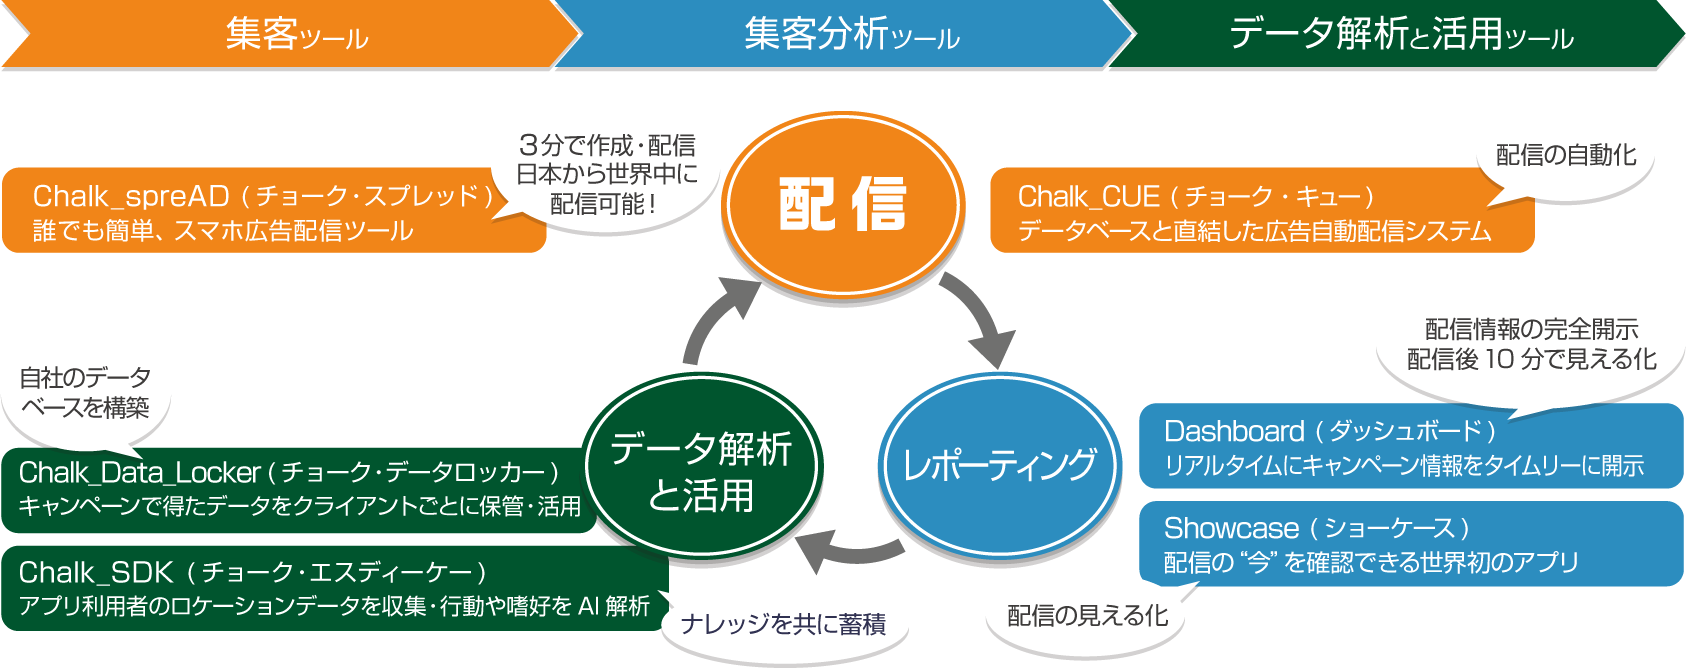 集客ツール
集客分析ツール
データ解析と活用ツール
3分で作成・配信
日本から世界中に
配信可能！
Chalk_spreAD（チョーク・スプレッド）
誰でも簡単、スマホ広告配信ツール
配信
配信の自動化
Chalk_CUE（チョーク・キュー）
データベースと直結した広告自動配信システム
配信情報の完全開示
配信後10分で見える化
自社のデータ
ベースを構築
Chalk_Data_Locker（チョーク・データロッカー）
キャンペーンで得たデータをクライアントごとに保管・活用
データ解析
と活用
レポーティング
Dashboard（ダッシュボード）
リアルタイムにキャンペーン情報をタイムリーに開示
Showcase（ショーケース）
配信の“今”を確認できる世界初のアプリ
Chalk_SDK（チョーク・エスディーケー）
アプリ利用者のロケーションデータを収集・行動や嗜好をAI解析
ナレッジを共に蓄積
配信の見える化